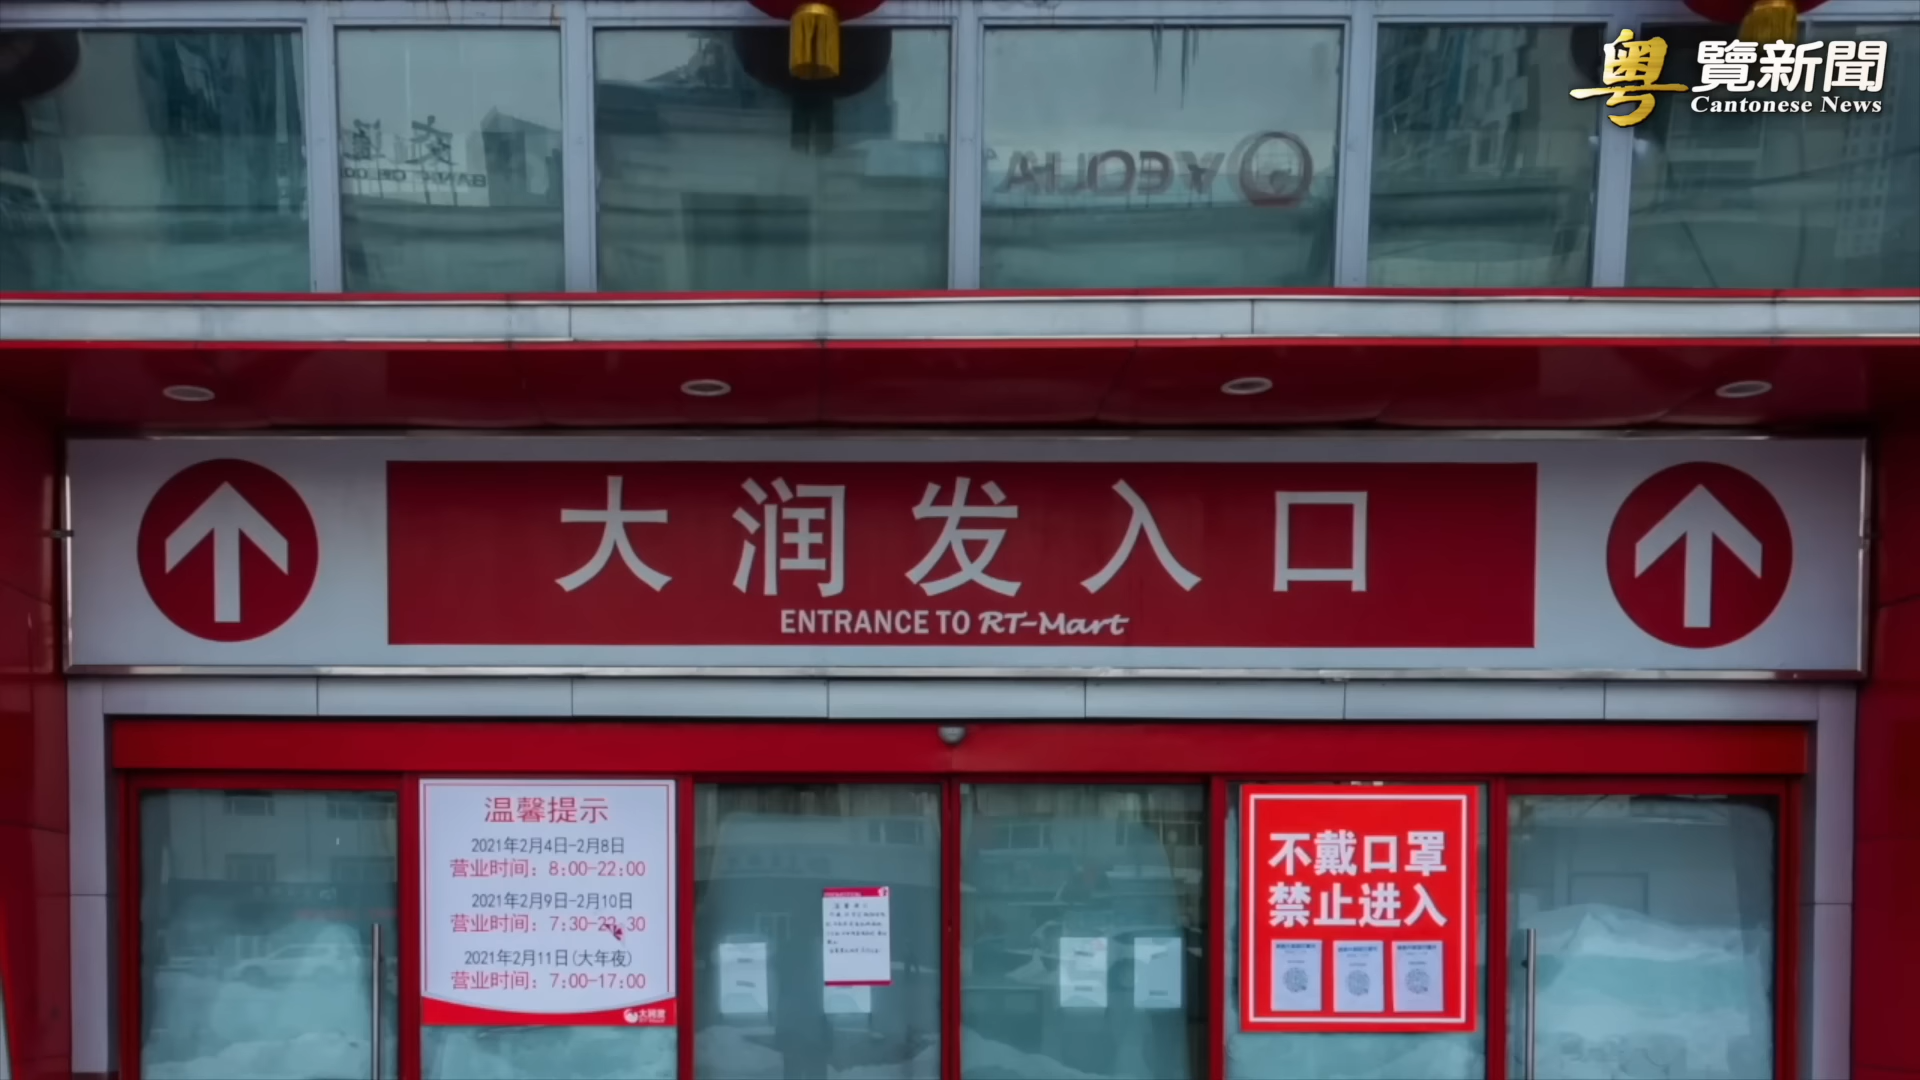 粤覽新聞
Cantonese News
大润发入口
ENTRANCE TO RT-Mart
温馨提示
2021年2月4日-2月8日
营业时间：8:00-22:00
2021年2月9日-2月10日
营业时间：7:30-22:30
2021年2月11日(大年夜)
营业时间：7:00-17:00
大润发
不戴口罩
禁止进入